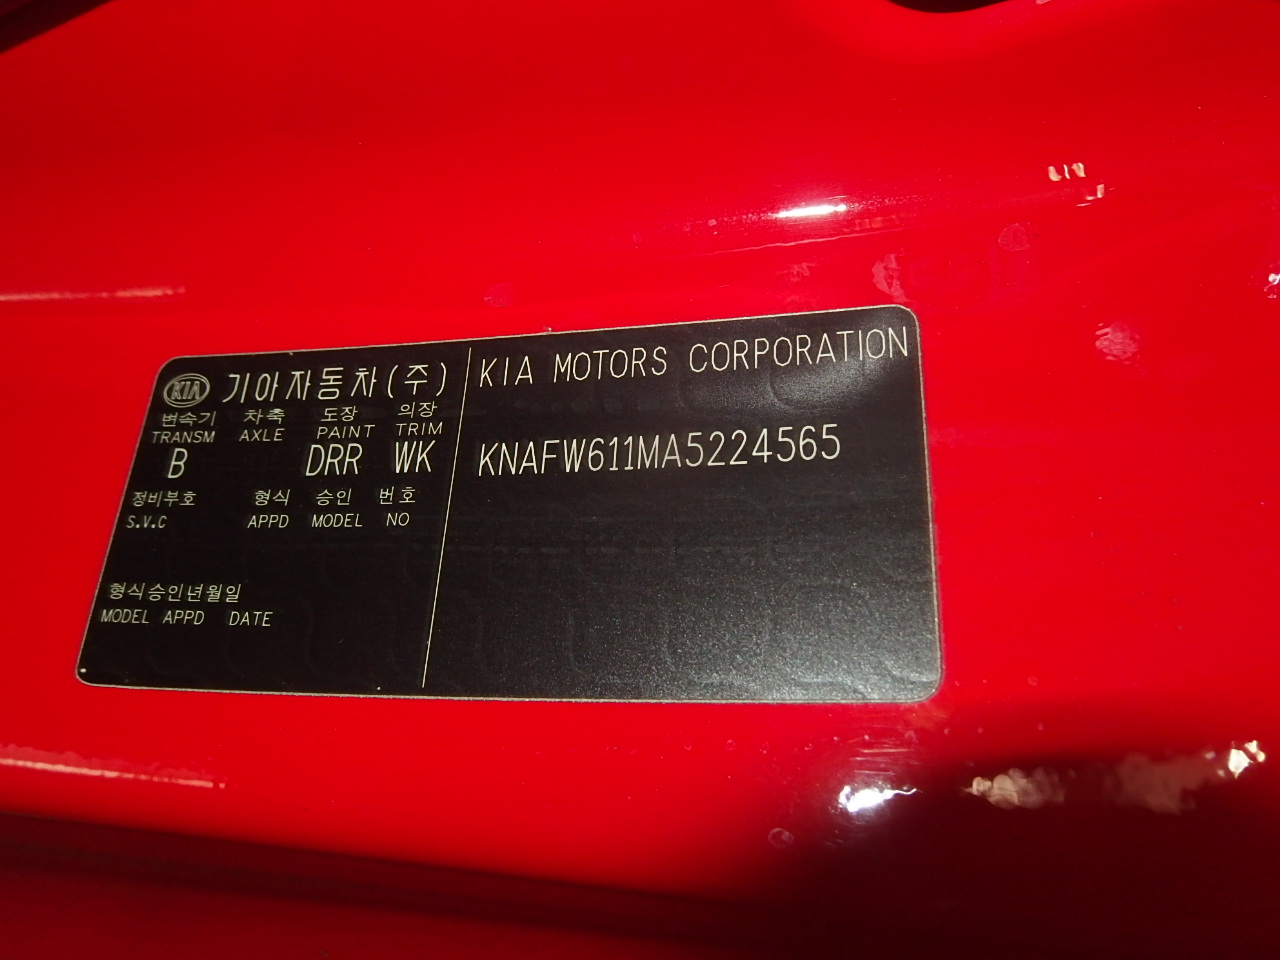 KIA 기아자동차(주)
변속기 차축 도장 의장
TRANSM AXLE PAINT TRIM
B DRR WK
정비부호 형식 승인 번호
S.V.C APPD MODEL NO
형식승인년월일
MODEL APPD DATE
KIA MOTORS CORPORATION
KNAFW611MA5224565